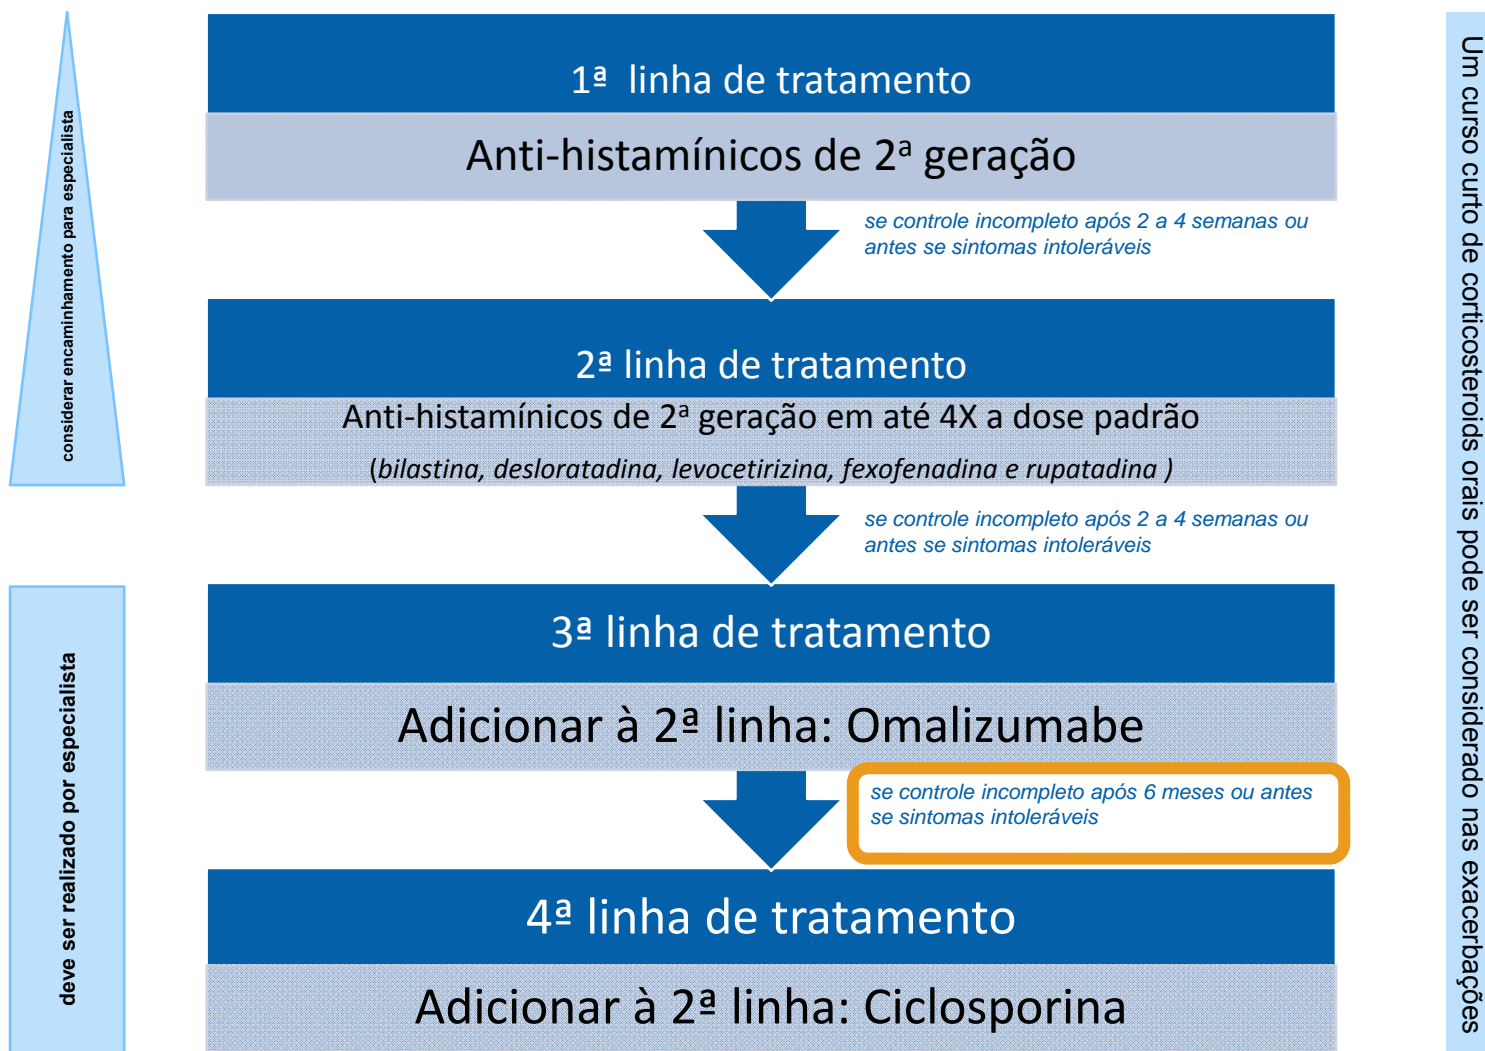 1ª linha de tratamento
Anti-histamínicos de 2ª geração
se controle incompleto após 2 a 4 semanas ou
antes se sintomas intoleráveis
considerar encaminhamento para especialista
2ª linha de tratamento
Anti-histamínicos de 2ª geração em até 4X a dose padrão
(bilastina, desloratadina, levocetirizina, fexofenadina e rupatadina )
se controle incompleto após 2 a 4 semanas ou
antes se sintomas intoleráveis
3ª linha de tratamento
Adicionar à 2ª linha: Omalizumabe
se controle incompleto após 6 meses ou antes
se sintomas intoleráveis
deve ser realizado por especialista
4ª linha de tratamento
Adicionar à 2ª linha: Ciclosporina
Um curso curto de corticosteroids orais pode ser considerado nas exacerbações